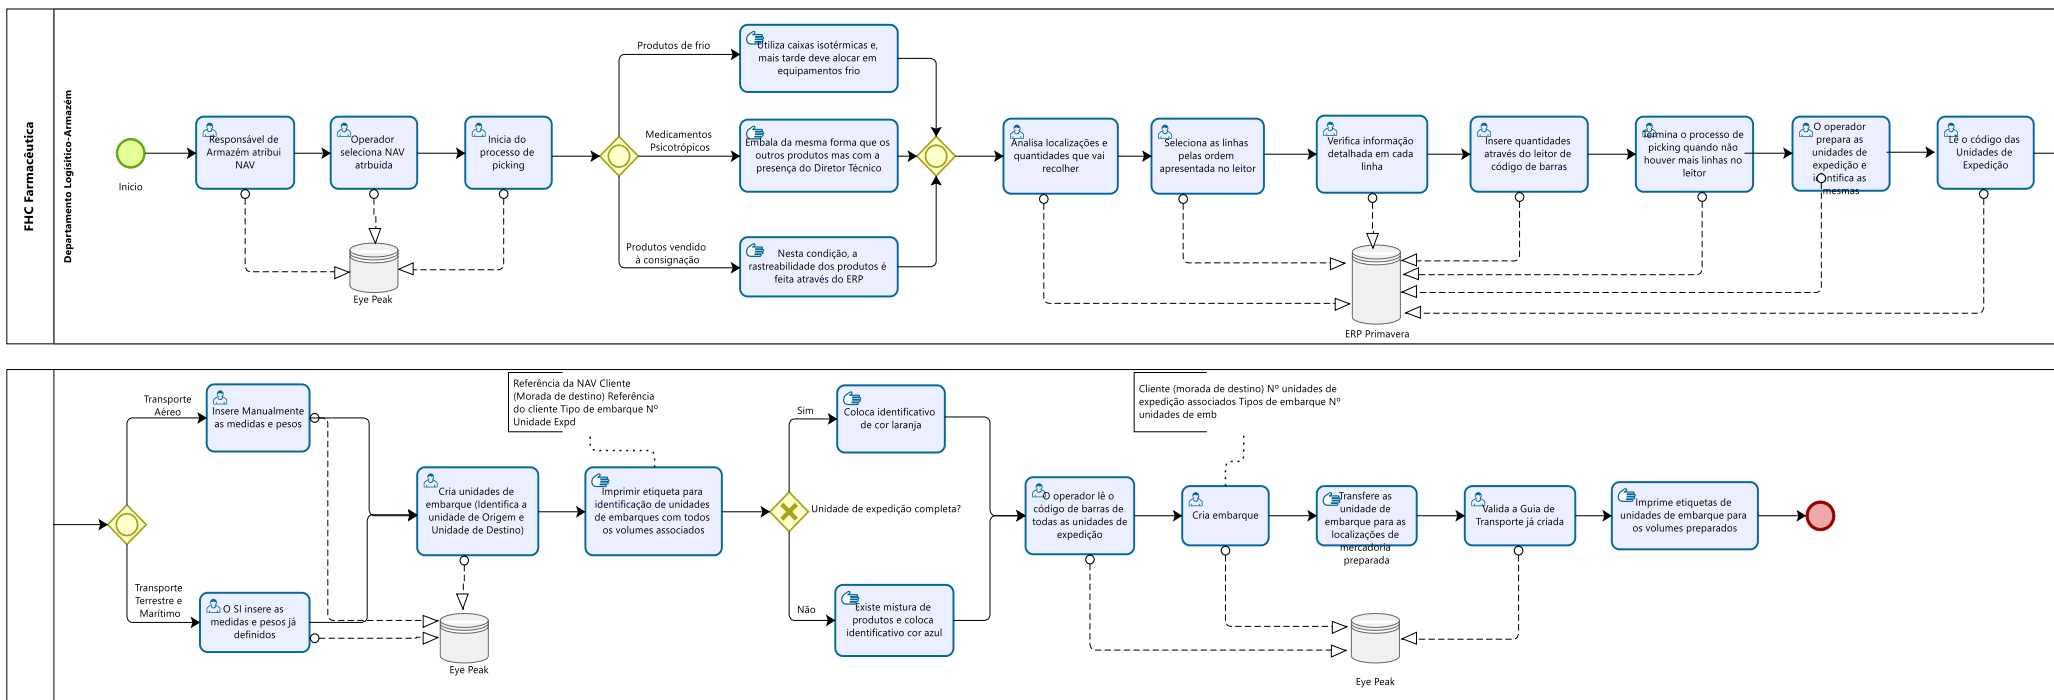 FHC Farmacêutica
Departamento Logísitico-Armazém
Início
Responsável de
Armazém atribui
NAV
Operador
seleciona NAV
atrbuída
Inicia do
processo de
picking
Eye Peak
Produtos de frio
Medicamentos
Psicotrópicos
Produtos vendido
à consignação
Utiliza caixas isotérmicas e,
mais tarde deve alocar em
equipamentos frio
Embala da mesma forma que os
outros produtos mas com a
presença do Diretor Técnico
Nesta condição, a
rastreabilidade dos produtos é
feita através do ERP
Analisa localizações e
quantidades que vai
recolher
Seleciona as linhas
pelas ordem
apresentada no leitor
Verifica informação
detalhada em cada
linha
Insere quantidades
através do leitor de
código de barras
Termina o processo de
picking quando não
houver mais linhas no
leitor
O operador
prepara as
unidades de
expedição e
identifica as
mesmas
Lê o código das
Unidades de
Expedição
ERP Primavera
Transporte
Aéreo
Transporte
Terrestre e
Marítimo
Insere Manualmente
as medidas e pesos
O SI insere as
medidas e pesos já
definidos
Cria unidades de
embarque (Identifica a
unidade de Origem e
Unidade de Destino)
Eye Peak
Referência da NAV Cliente
(Morada de destino) Referência
do cliente Tipo de embarque Nº
Unidade Expd
Imprimir etiqueta para
identificação de unidades
de embarques com todos
os volumes associados
Unidade de expedição completa?
Sim
Não
Coloca identificativo
de cor laranja
Existe mistura de
produtos e coloca
identificativo cor azul
O operador lê o
código de barras de
todas as unidades de
expedição
Cliente (morada de destino) Nº unidades de
expedição associados Tipos de embarque Nº
unidades de emb
Cria embarque
Transfere as
unidade de
embarque para as
localizações de
mercadoria
preparada
Valida a Guia de
Transporte já criada
Imprime etiquetas de
unidades de embarque para
os volumes preparados
Eye Peak